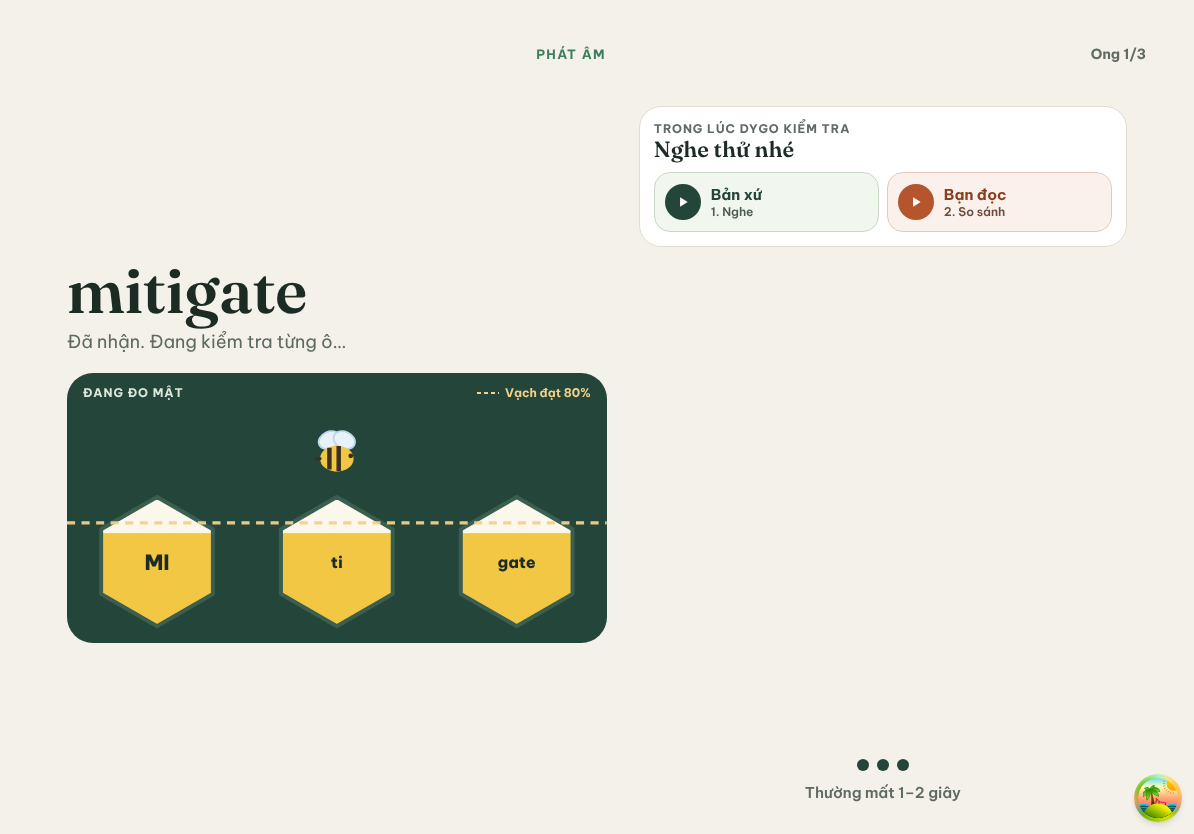 PHÁT ÂM
Ong 1/3
mitigate
Đã nhận. Đang kiểm tra từng ô...
ĐANG ĐO MẬT
Vạch đạt 80%
MI
ti
gate
TRONG LÚC DYGO KIỂM TRA
Nghe thử nhé
Bản xứ
1. Nghe
Bạn đọc
2. So sánh
Thường mất 1–2 giây